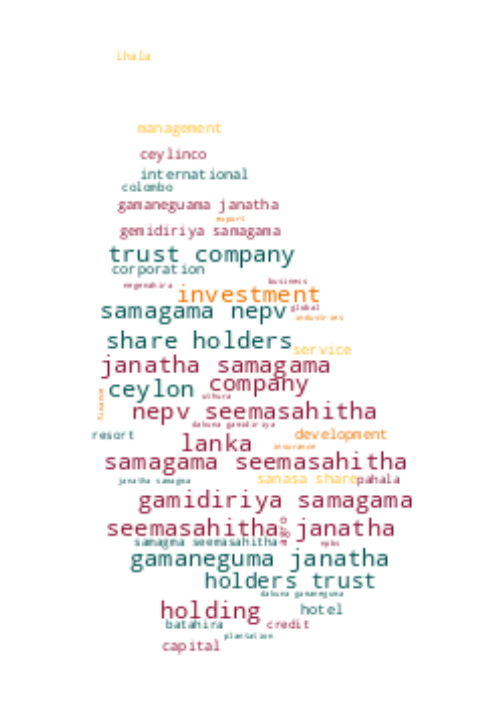 ihala
management
ceylinco
international
colombo
gamaneguama janatha
export
gemidiriya samagama
trust company
corporation
business
negenahira
investment
samagama nepv
global
industries
share holders
service
janatha samagama
company
ceylon
uthura
finance
nepv seemasahitha
dakuna gamidiriya
resort
development
lanka
insurance
samagama seemasahitha
janatha samagma
sanasa share
pahala
gamidiriya samagama
seemasahitha janatha
agro
samagma seemasahitha
gamaneguma janatha
holders trust
dakuna gamaneguma
holding
hotel
batahira
credit
plantation
capital